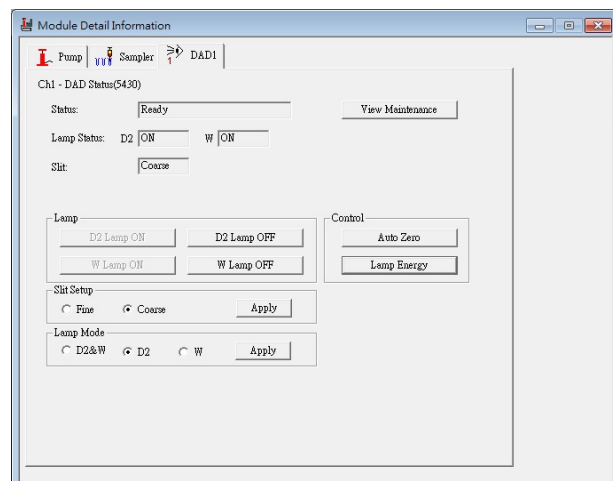 Module Detail Information
Pump Sampler 1 DAD1
Ch1 - DAD Status(5430)
Status: Ready View Maintenance
Lamp Status: D2 ON W ON
Slit: Coarse
Lamp Control
D2 Lamp ON D2 Lamp OFF Auto Zero
W Lamp ON W Lamp OFF Lamp Energy
Slit Setup
Fine Coarse Apply
Lamp Mode
D2&W D2 W Apply